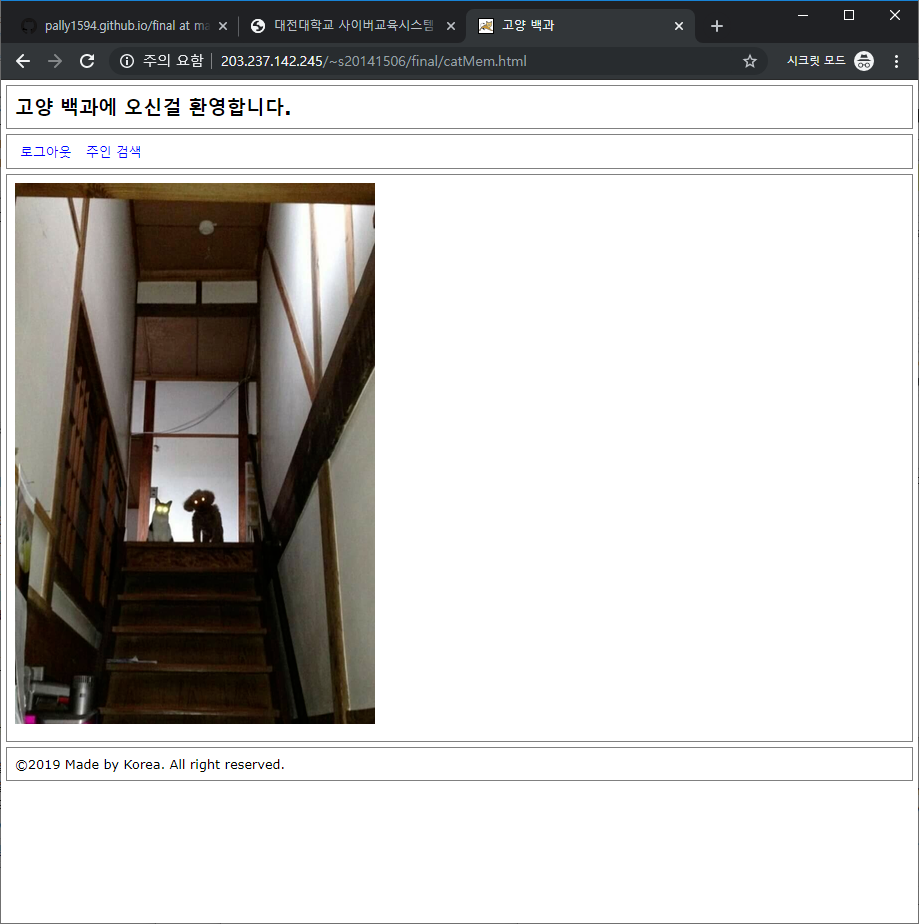 pally1594.github.io/final at ma
대전대학교 사이버교육시스템
고양 백과
주의 요함
203.237.142.245/~s20141506/final/catMem.html
시크릿 모드
고양 백과에 오신걸 환영합니다.
로그아웃 주인 검색
©2019 Made by Korea. All right reserved.